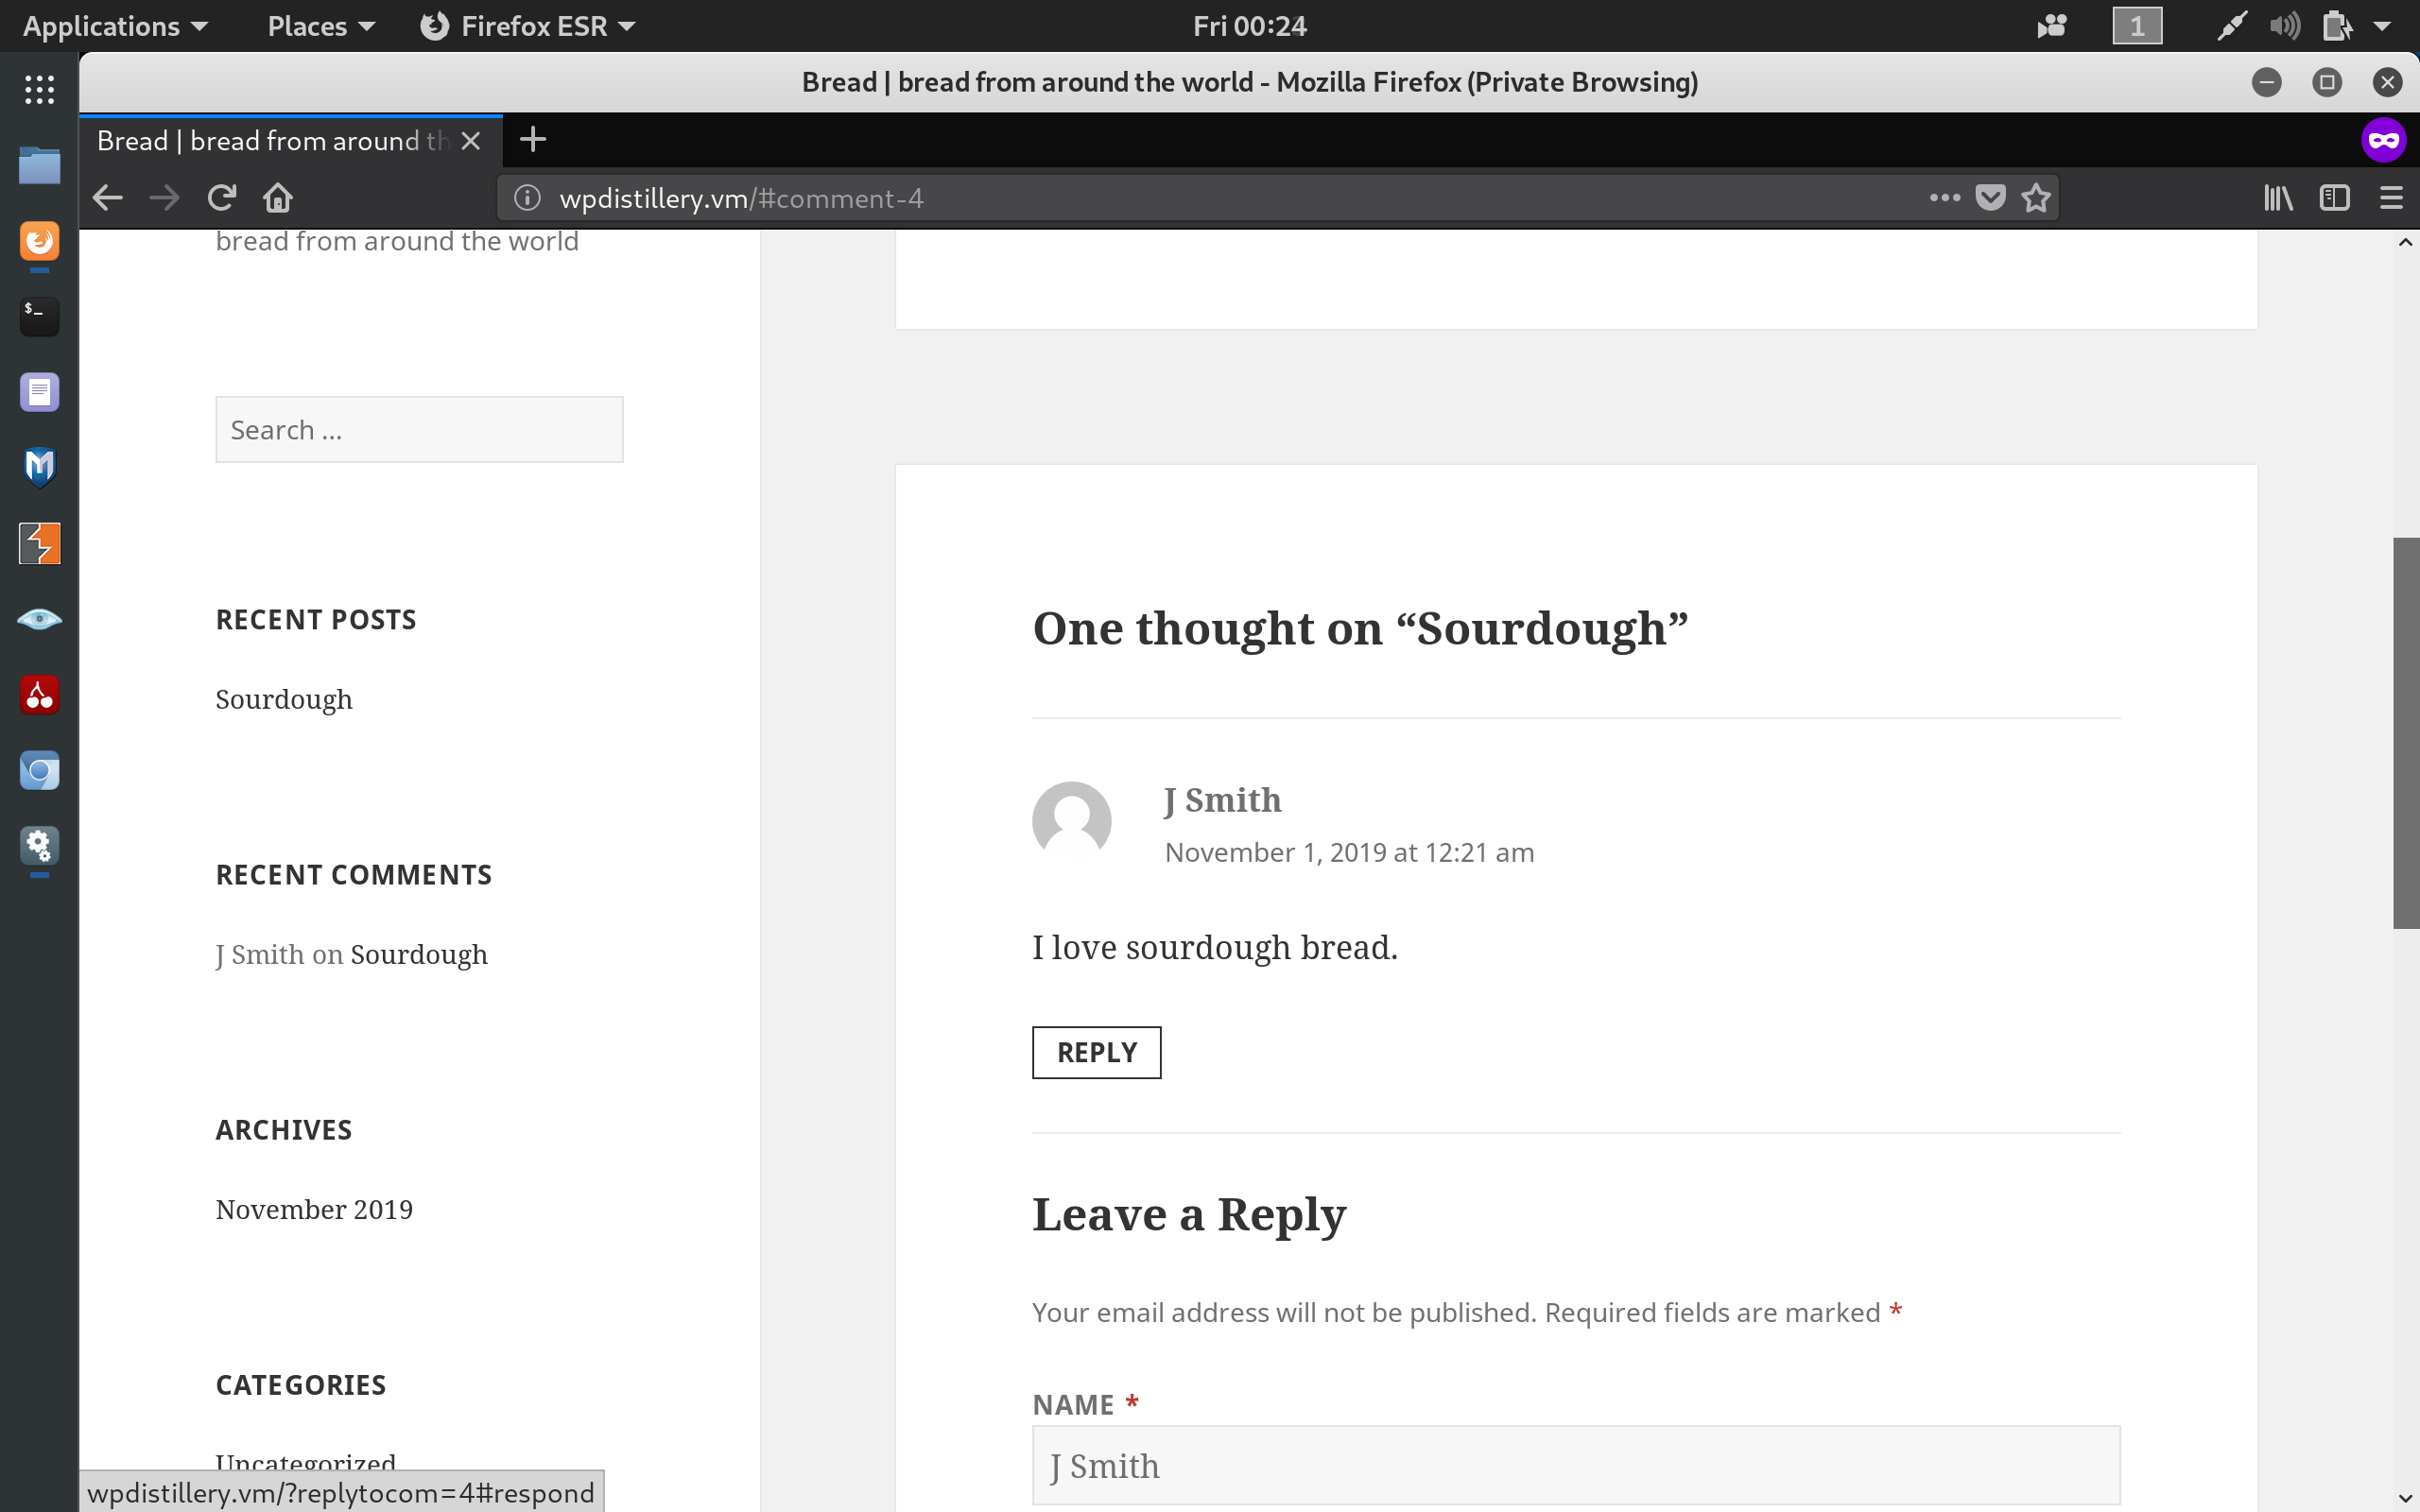 Applications Places Firefox ESR Fri 00:24 1
Bread | bread from around the world - Mozilla Firefox (Private Browsing)
Bread | bread from around th
wpdistillery.vm/#comment-4
$_
bread from around the world
Search ...
RECENT POSTS
Sourdough
RECENT COMMENTS
J Smith on Sourdough
ARCHIVES
November 2019
CATEGORIES
Uncategorized
wpdistillery.vm/?replytocom=4#respond
One thought on “Sourdough”
J Smith
November 1, 2019 at 12:21 am
I love sourdough bread.
REPLY
Leave a Reply
Your email address will not be published. Required fields are marked *
NAME *
J Smith